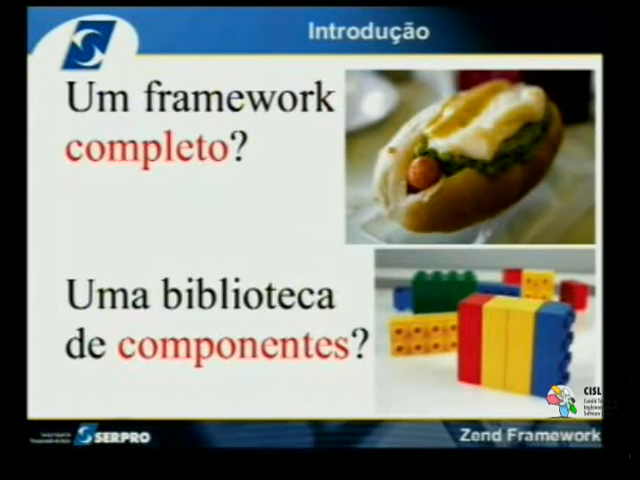 Introdução
Um framework
completo?
Uma biblioteca
de componentes?
CISL
SERPRO
Zend Framework